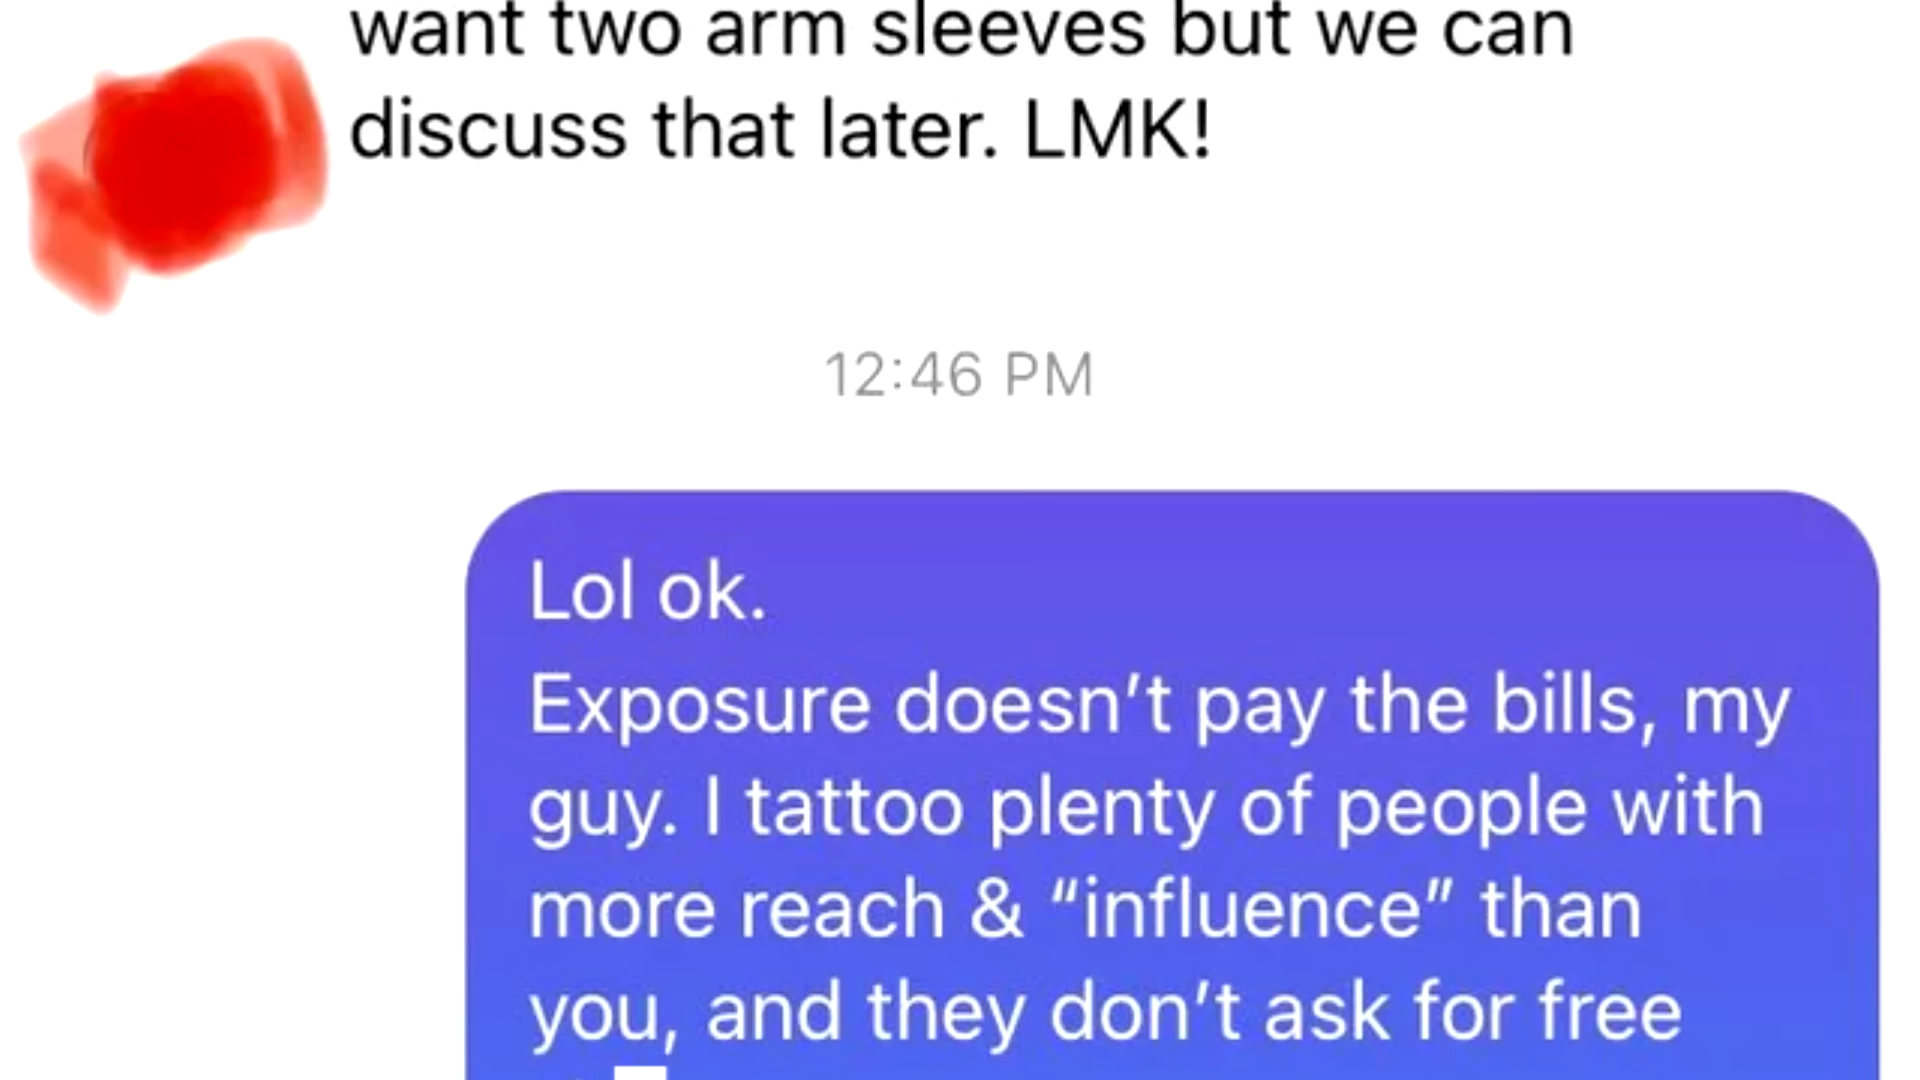 want two arm sleeves but we can
discuss that later. LMK!
12:46 PM
Lol ok.
Exposure doesn’t pay the bills, my
guy. I tattoo plenty of people with
more reach & “influence” than
you, and they don’t ask for free